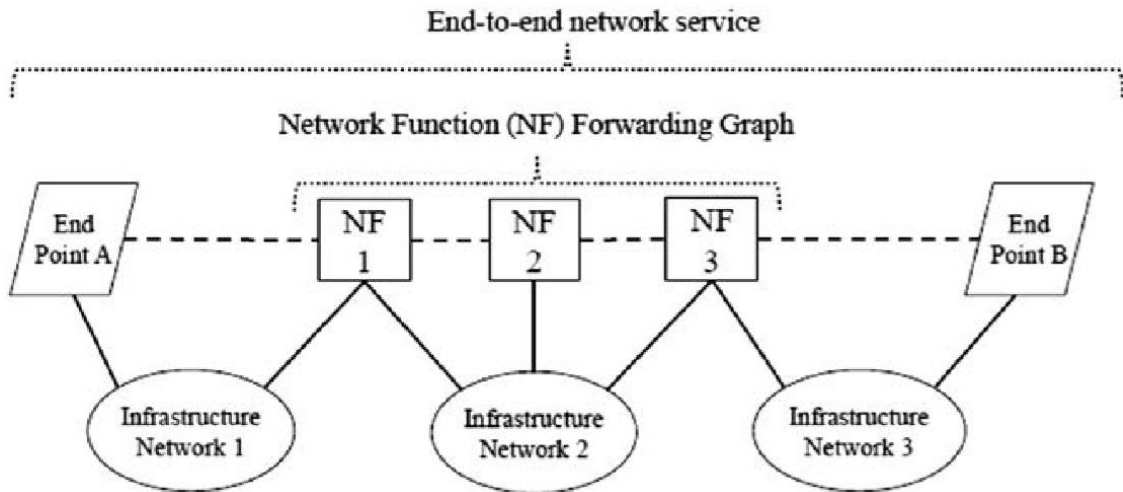 End-to-end network service
Network Function (NF) Forwarding Graph
End
Point A
NF
1
NF
2
NF
3
End
Point B
Infrastructure
Network 1
Infrastructure
Network 2
Infrastructure
Network 3